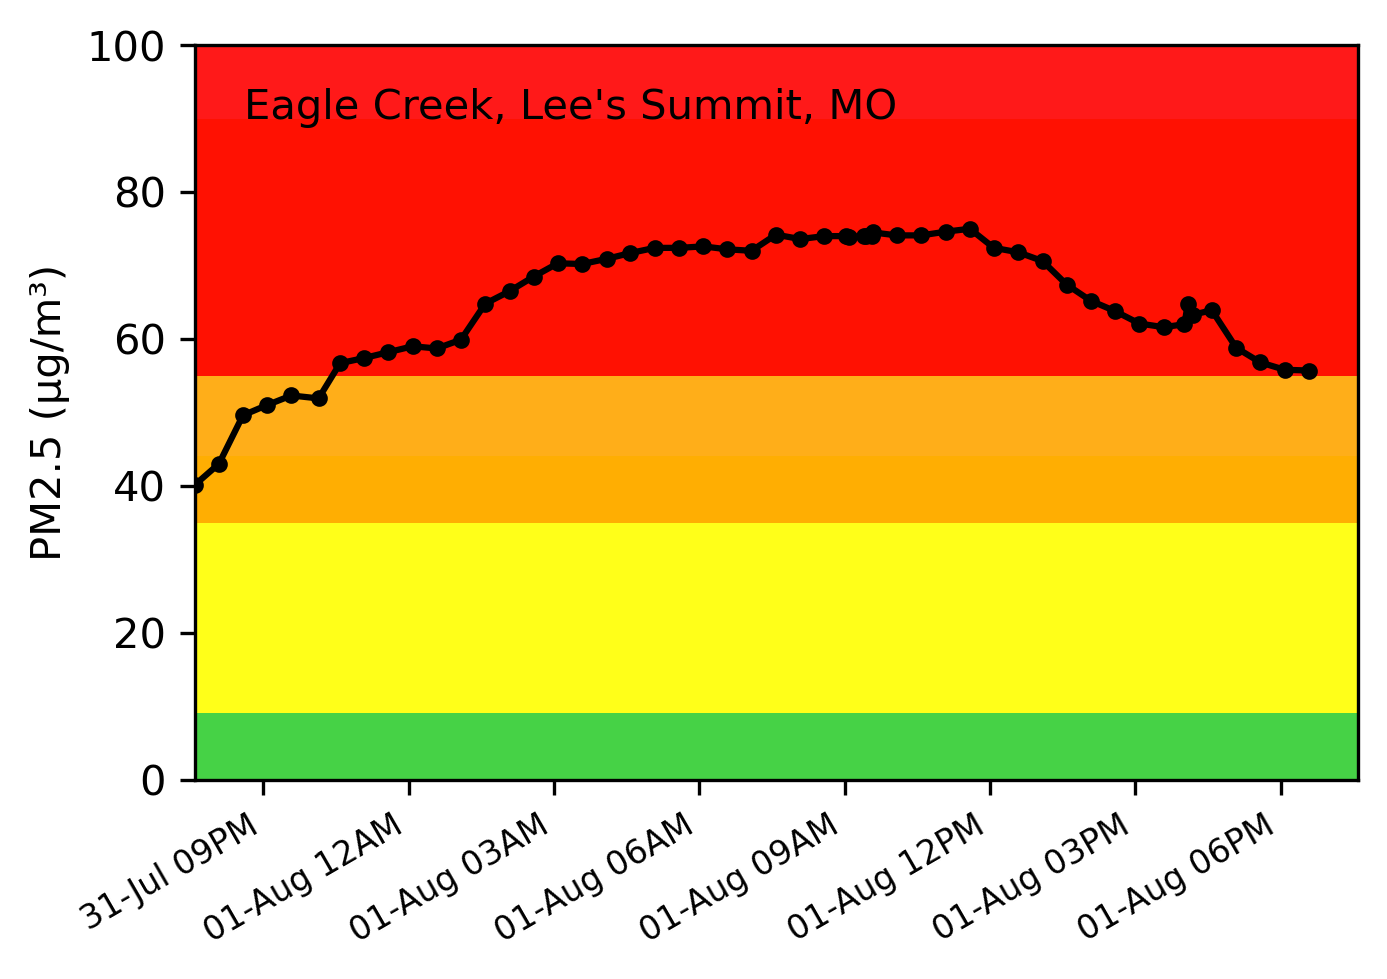 Eagle Creek, Lee's Summit, MO
PM2.5 (µg/m³)
100
80
60
40
20
0
31-Jul 09PM
01-Aug 12AM
01-Aug 03AM
01-Aug 06AM
01-Aug 09AM
01-Aug 12PM
01-Aug 03PM
01-Aug 06PM